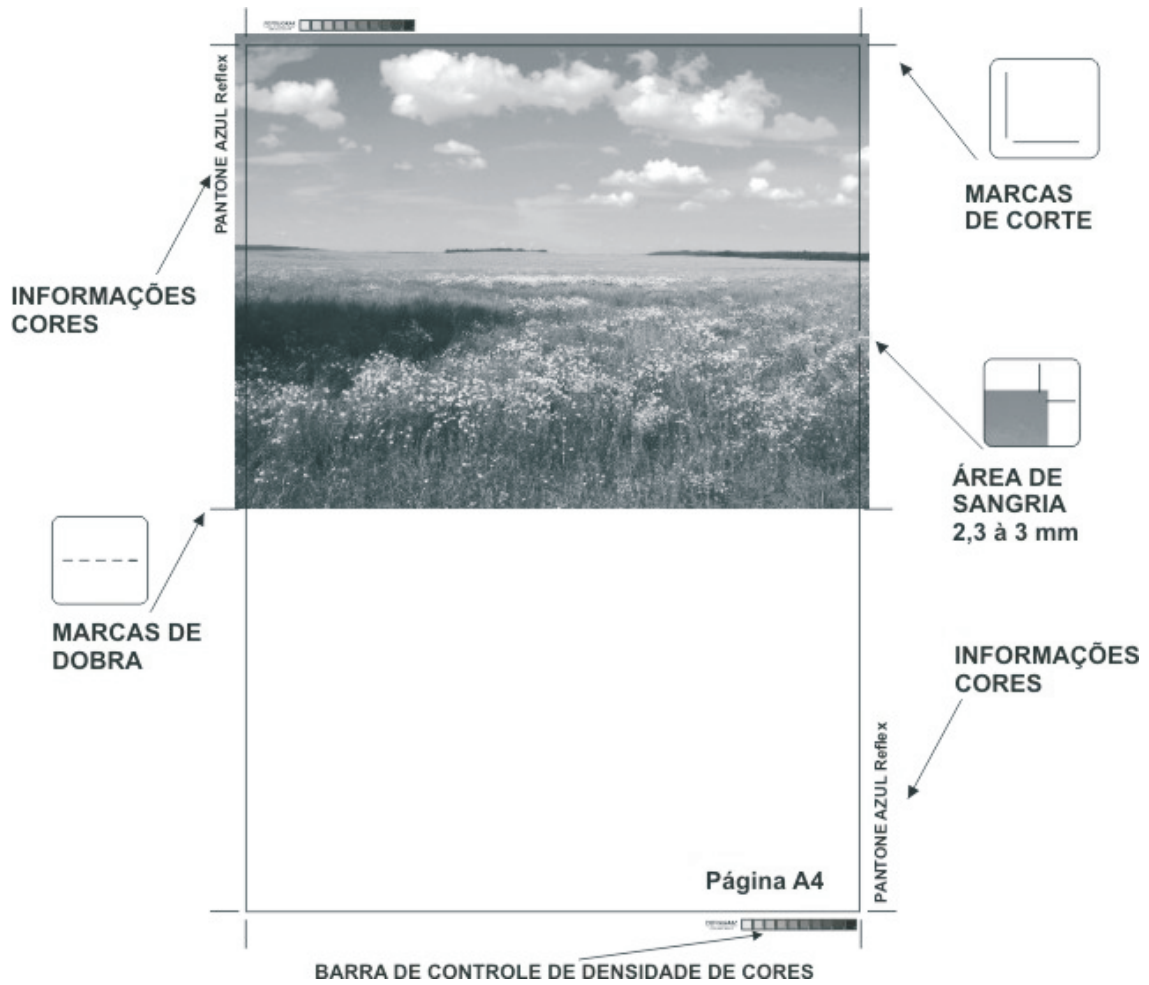 PANTONE AZUL Reflex
MARCAS
DE CORTE
INFORMAÇÕES
CORES
ÁREA DE
SANGRIA
2,3 à 3 mm
MARCAS DE
DOBRA
INFORMAÇÕES
CORES
PANTONE AZUL Reflex
Página A4
BARRA DE CONTROLE DE DENSIDADE DE CORES